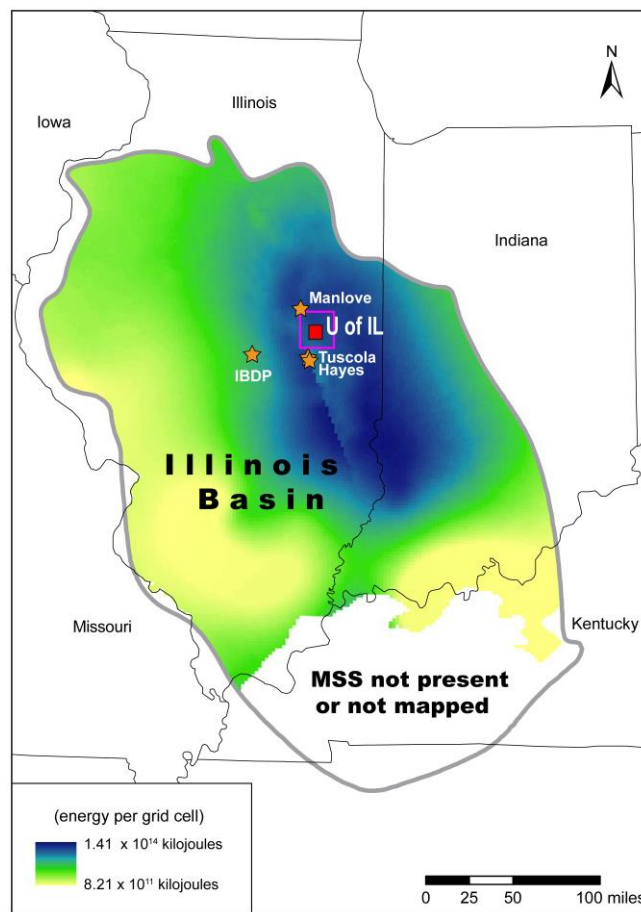 N
Illinois
Iowa
Indiana
Manlove
U of IL
Tuscola
Hayes
IBDP
Illinois
Basin
Missouri
Kentucky
MSS not present
or not mapped
(energy per grid cell)
1.41 x 10¹⁴ kilojoules
8.21 x 10¹¹ kilojoules
0 25 50 100 miles